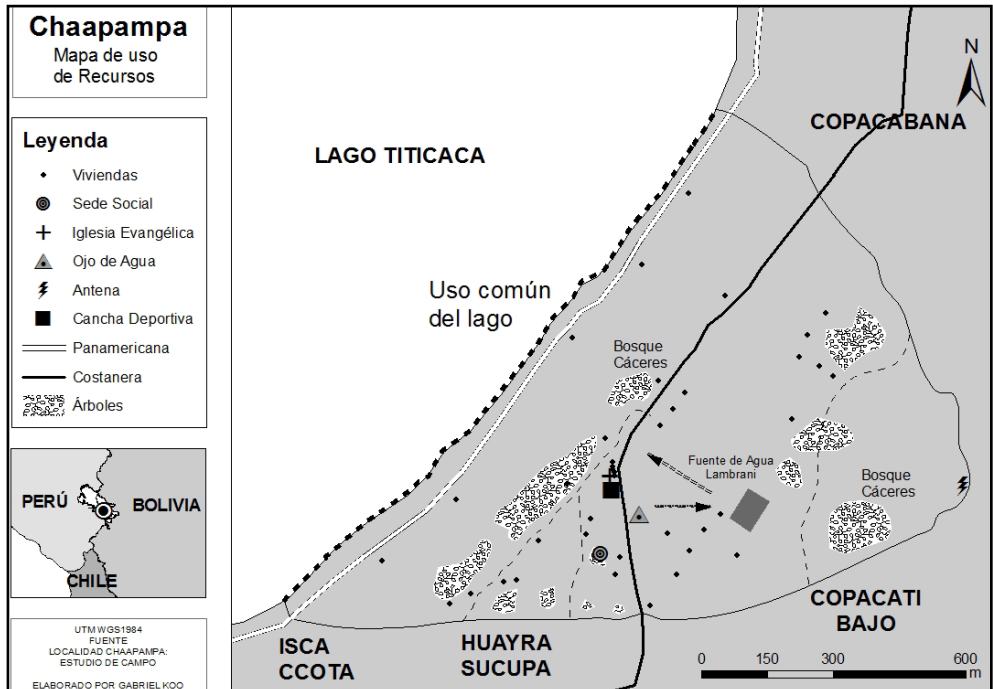 Chaapampa
Mapa de uso
de Recursos
Leyenda
Viviendas
Sede Social
Iglesia Evangélica
Ojo de Agua
Antena
Cancha Deportiva
Panamericana
Costanera
Árboles
PERÚ
BOLIVIA
CHILE
UTM WGS1984
FUENTE
LOCALIDAD CHAAPAMPA:
ESTUDIO DE CAMPO
ELABORADO POR GABRIEL KOO
N
COPACABANA
LAGO TITICACA
Uso común
del lago
Bosque
Cáceres
Fuente de Agua
Lambrani
Bosque
Cáceres
COPACATI
BAJO
ISCA
CCOTA
HUAYRA
SUCUPA
0 150 300 600
m